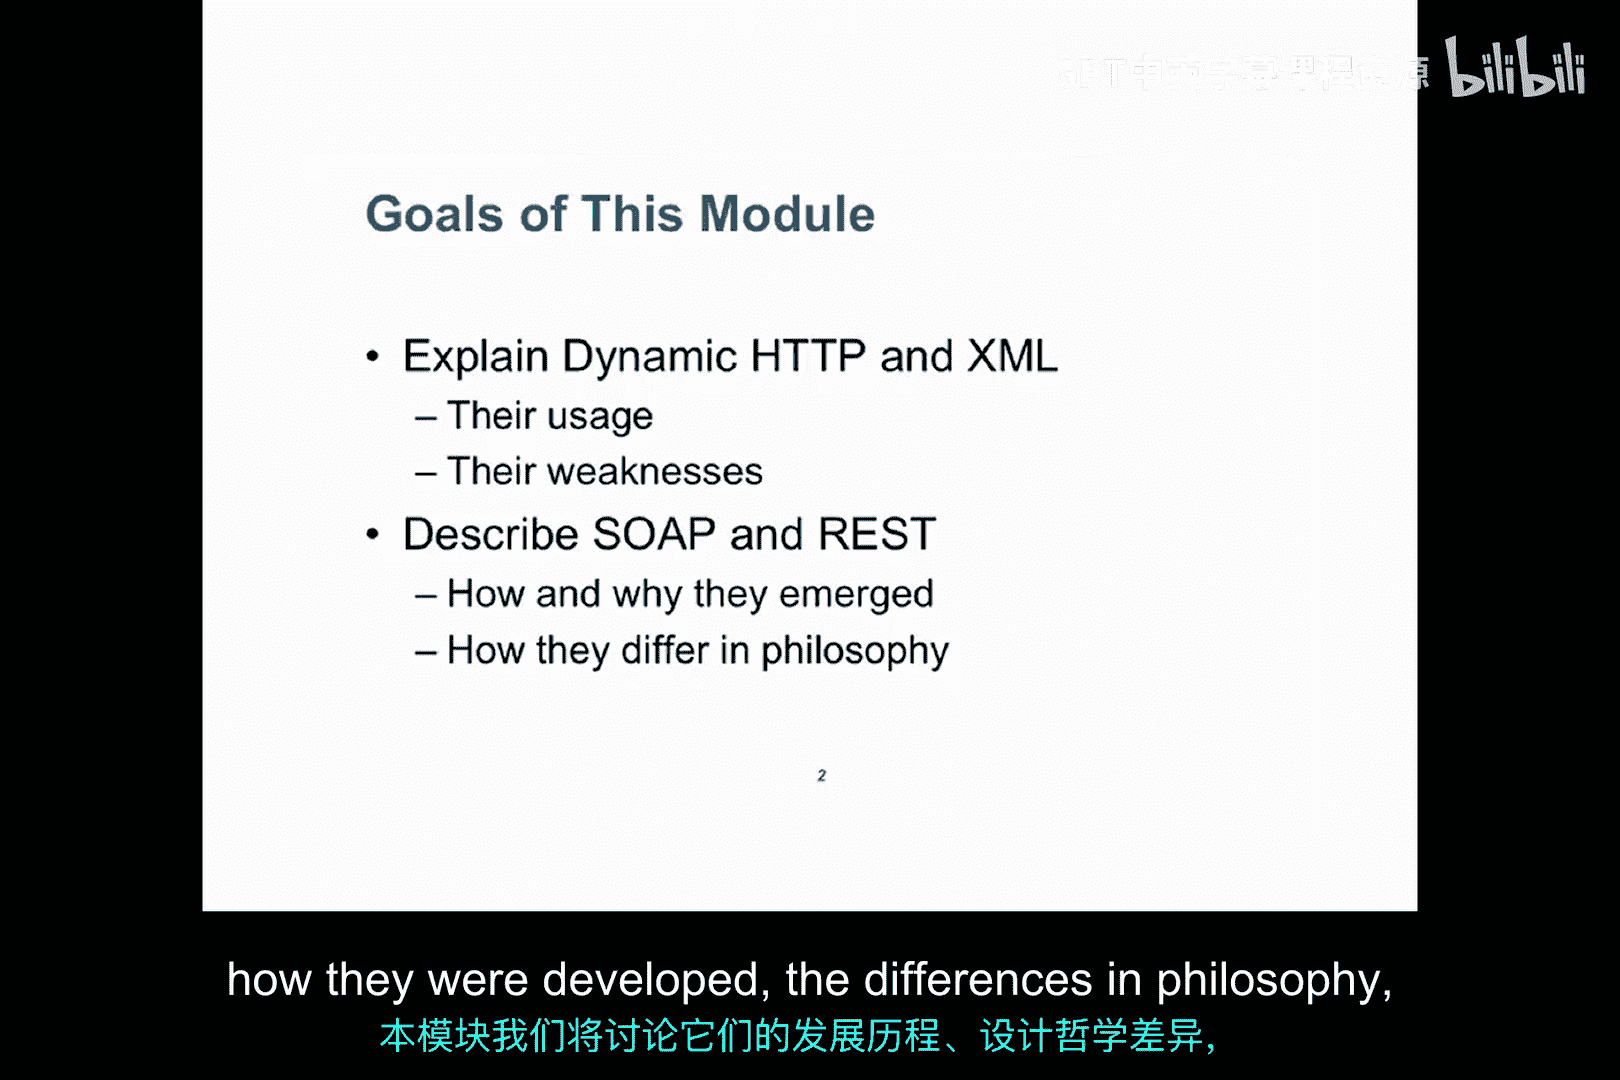 bilibili
Goals of This Module
• Explain Dynamic HTTP and XML
– Their usage
– Their weaknesses
• Describe SOAP and REST
– How and why they emerged
– How they differ in philosophy
2
how they were developed, the differences in philosophy,
本模块我们将讨论它们的发展历程、设计哲学差异，